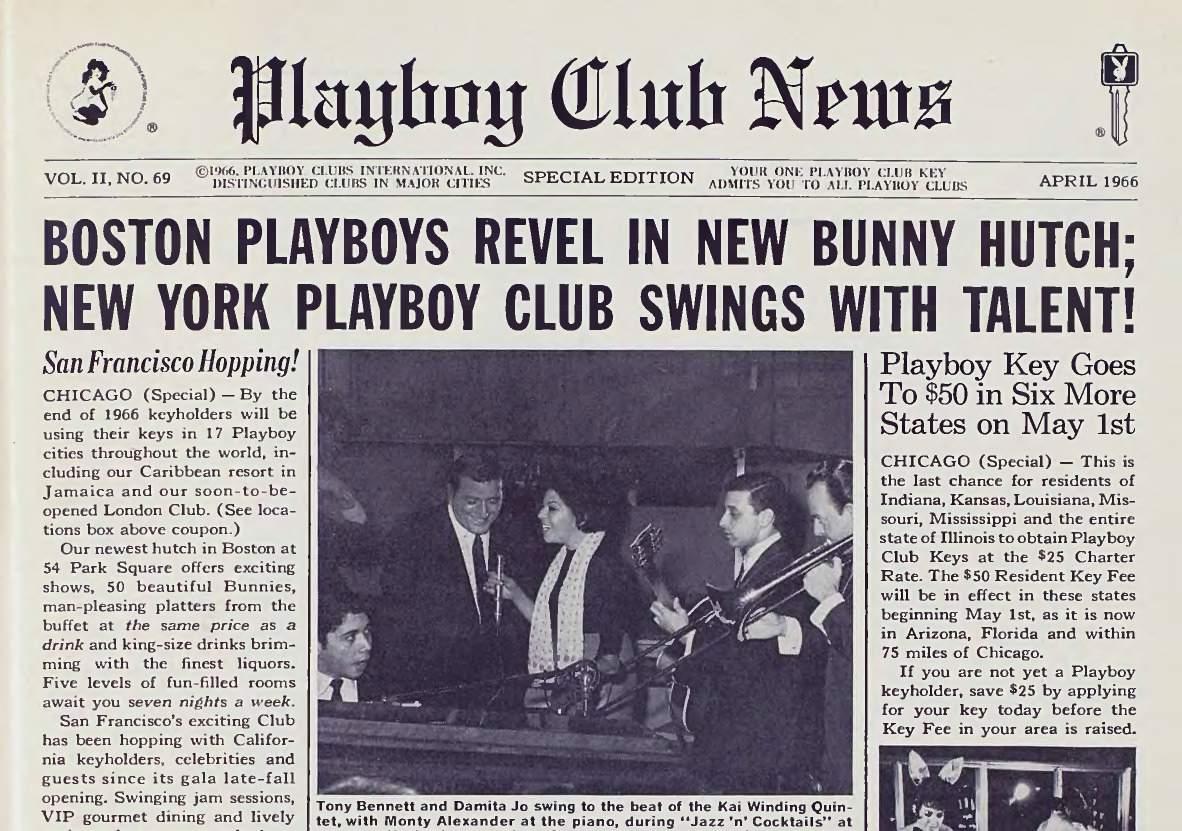 Playboy Club News
®
®
VOL. II, NO. 69
©1966, PLAYBOY CLUBS INTERNATIONAL, INC.
DISTINGUISHED CLUBS IN MAJOR CITIES
SPECIAL EDITION
YOUR ONE PLAYBOY CLUB KEY
ADMITS YOU TO ALL PLAYBOY CLUBS
APRIL 1966
BOSTON PLAYBOYS REVEL IN NEW BUNNY HUTCH;
NEW YORK PLAYBOY CLUB SWINGS WITH TALENT!
San Francisco Hopping!
CHICAGO (Special) — By the
end of 1966 keyholders will be
using their keys in 17 Playboy
cities throughout the world, in-
cluding our Caribbean resort in
Jamaica and our soon-to-be-
opened London Club. (See loca-
tions box above coupon.)
Our newest hutch in Boston at
54 Park Square offers exciting
shows, 50 beautiful Bunnies,
man-pleasing platters from the
buffet at the same price as a
drink and king-size drinks brim-
ming with the finest liquors.
Five levels of fun-filled rooms
await you seven nights a week.
San Francisco's exciting Club
has been hopping with Califor-
nia keyholders, celebrities and
guests since its gala late-fall
opening. Swinging jam sessions,
VIP gourmet dining and lively
Tony Bennett and Damita Jo swing to the beat of the Kai Winding Quin-
tet, with Monty Alexander at the piano, during "Jazz 'n' Cocktails" at
Playboy Key Goes
To $50 in Six More
States on May 1st
CHICAGO (Special) — This is
the last chance for residents of
Indiana, Kansas, Louisiana, Mis-
souri, Mississippi and the entire
state of Illinois to obtain Playboy
Club Keys at the $25 Charter
Rate. The $50 Resident Key Fee
will be in effect in these states
beginning May 1st, as it is now
in Arizona, Florida and within
75 miles of Chicago.
If you are not yet a Playboy
keyholder, save $25 by applying
for your key today before the
Key Fee in your area is raised.